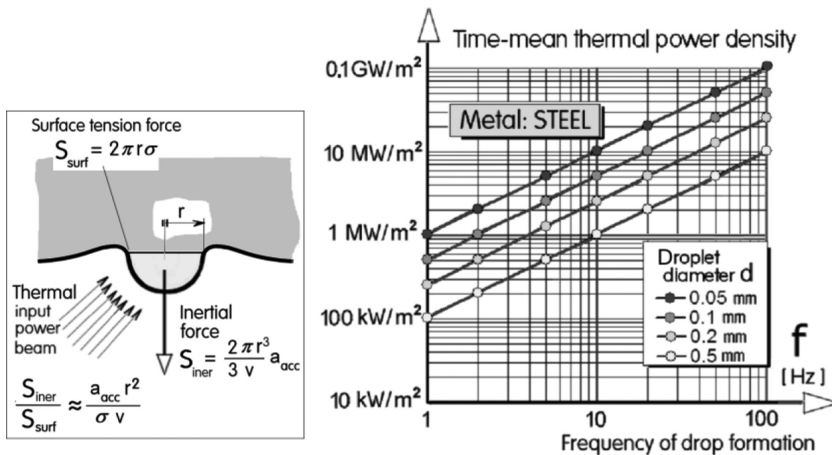 Surface tension force
S_surf = 2πrσ
r
Thermal
input
power
beam
Inertial
force
S_iner = 2πr³/3v a_acc
S_iner/S_surf ≈ a_acc r²/σv
Time-mean thermal power density
0.1GW/m²
10 MW/m²
1 MW/m²
100 kW/m²
10 kW/m²
Metal: STEEL
Droplet
diameter d
0.05 mm
0.1 mm
0.2 mm
0.5 mm
f
[Hz]
1
10
100
Frequency of drop formation